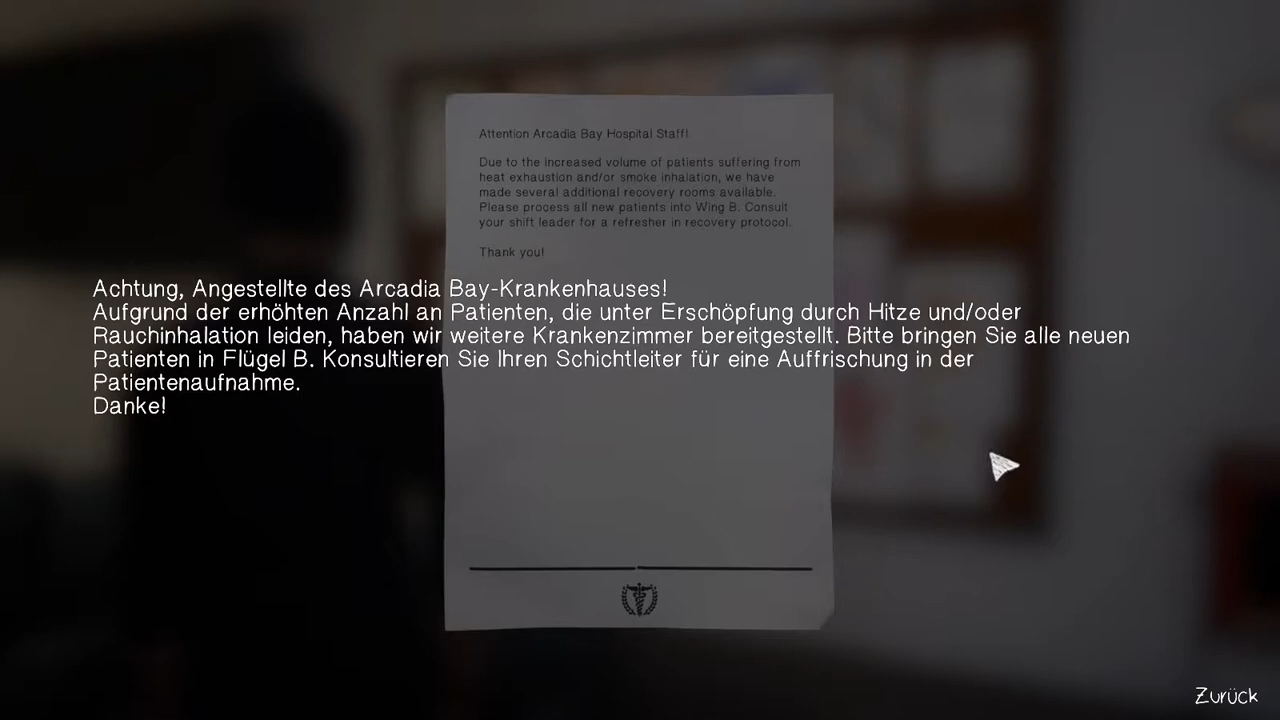 Attention Arcadia Bay Hospital Staff!
Due to the increased volume of patients suffering from
heat exhaustion and/or smoke inhalation, we have
made several additional recovery rooms available.
Please process all new patients into Wing B. Consult
your shift leader for a refresher in recovery protocol.
Thank you!
Achtung, Angestellte des Arcadia Bay-Krankenhauses!
Aufgrund der erhöhten Anzahl an Patienten, die unter Erschöpfung durch Hitze und/oder
Rauchinhalation leiden, haben wir weitere Krankenzimmer bereitgestellt. Bitte bringen Sie alle neuen
Patienten in Flügel B. Konsultieren Sie Ihren Schichtleiter für eine Auffrischung in der
Patientenaufnahme.
Danke!
Zurück